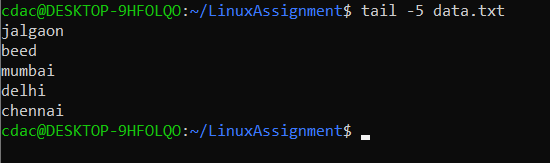 cdac@DESKTOP-9HFOLQO:~/LinuxAssignment$ tail -5 data.txt
jalgaon
beed
mumbai
delhi
chennai
cdac@DESKTOP-9HFOLQO:~/LinuxAssignment$